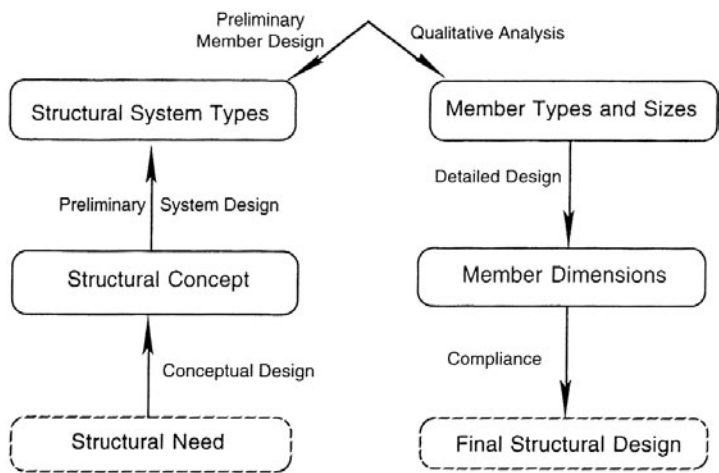 Preliminary
Member Design
Qualitative Analysis
Structural System Types
Member Types and Sizes
Detailed Design
Preliminary System Design
Structural Concept
Member Dimensions
Conceptual Design
Compliance
Structural Need
Final Structural Design